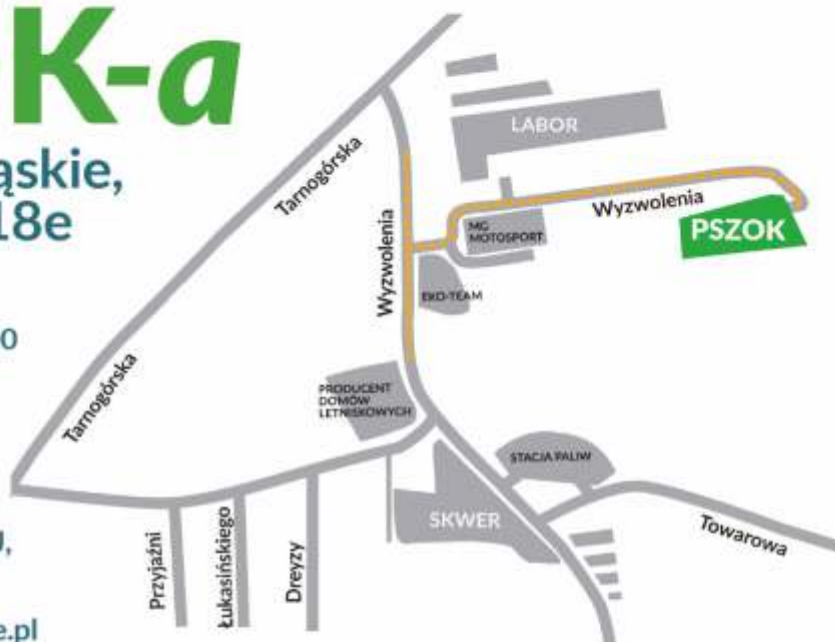 K-a
ąskie,
18e
0
,
e.pl
Tarnogórska
Tarnogórska
Wyzwolenia
LABOR
Wyzwolenia
MG
MOTOSPORT
PSZOK
EKO-TEAM
PRODUCENT
DOMÓW
LETNISKOWYCH
STACJA PALIW
SKWER
Towarowa
Przyjaźni
Łukasińskiego
Dreyzy